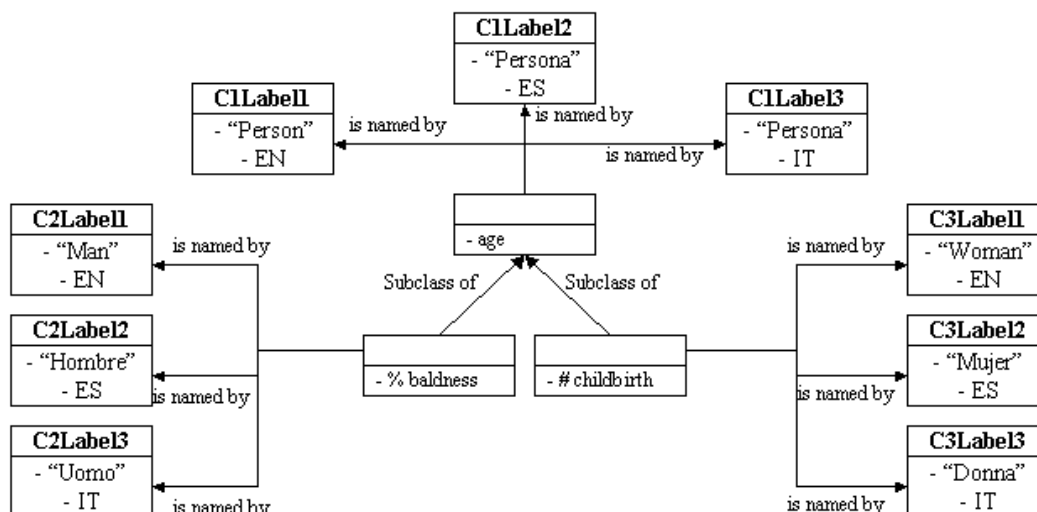 C1Label2
- “Persona”
- ES
C1Label1
- “Person”
- EN
is named by
is named by
is named by
C1Label3
- “Persona”
- IT
- age
Subclass of
Subclass of
C2Label1
- “Man”
- EN
is named by
C2Label2
- “Hombre”
- ES
is named by
C2Label3
- “Uomo”
- IT
is named by
- % baldness
- # childbirth
is named by
C3Label1
- “Woman”
- EN
is named by
C3Label2
- “Mujer”
- ES
is named by
C3Label3
- “Donna”
- IT